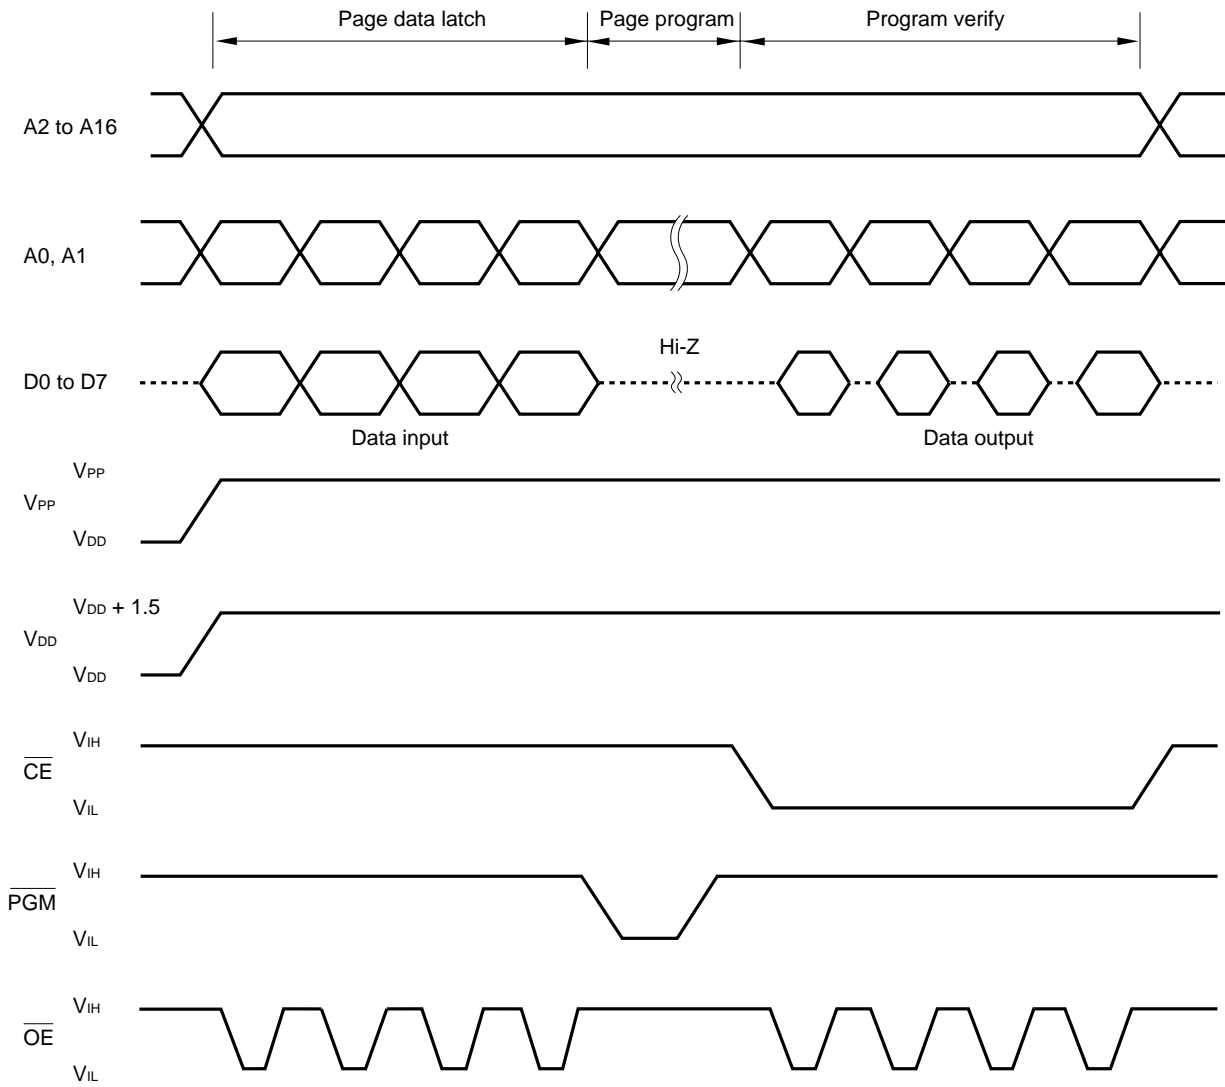 Page data latch Page program Program verify
A2 to A16
A0, A1
Hi-Z
D0 to D7
Data input Data output
VPP
VPP
VDD
VDD + 1.5
VDD
VDD
VIH
CE
VIL
VIH
PGM
VIL
VIH
OE
VIL